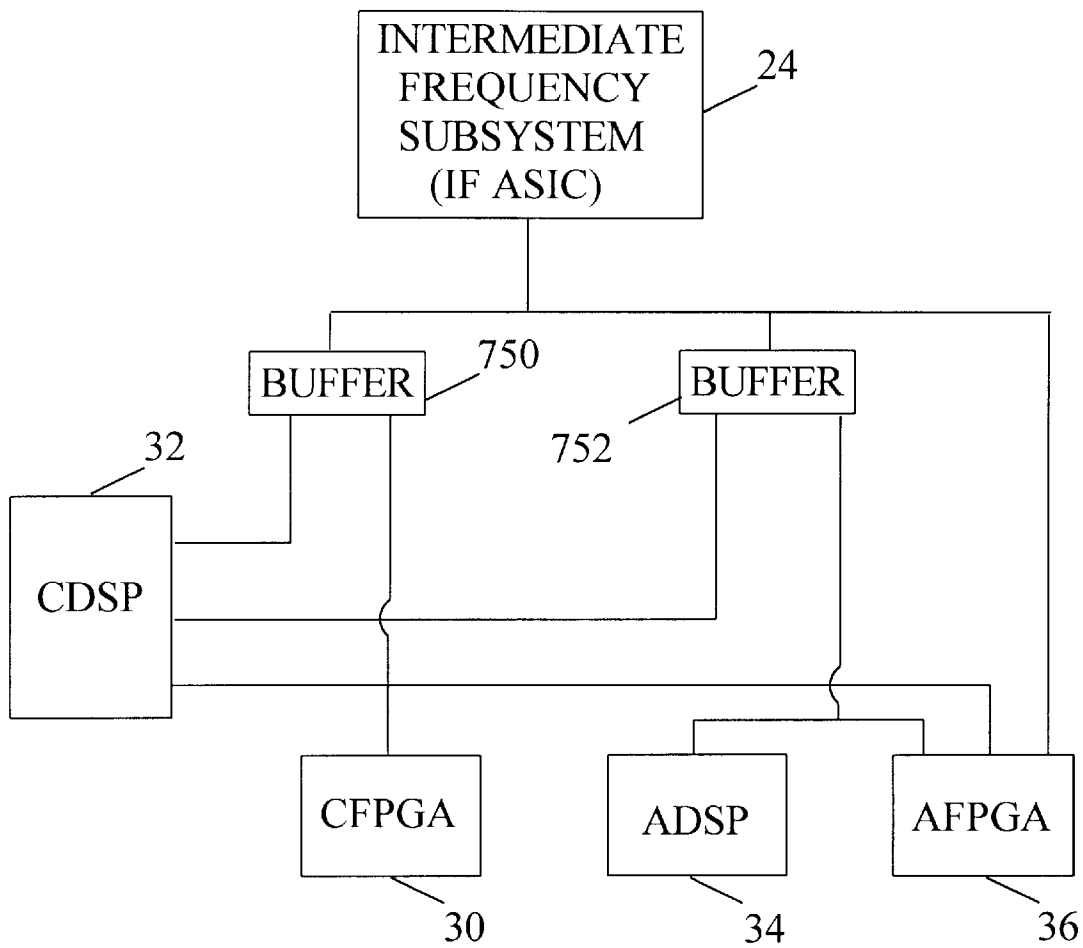 INTERMEDIATE
FREQUENCY
SUBSYSTEM
(IF ASIC)
24
BUFFER
750
BUFFER
752
32
CDSP
CFPGA
30
ADSP
34
AFPGA
36